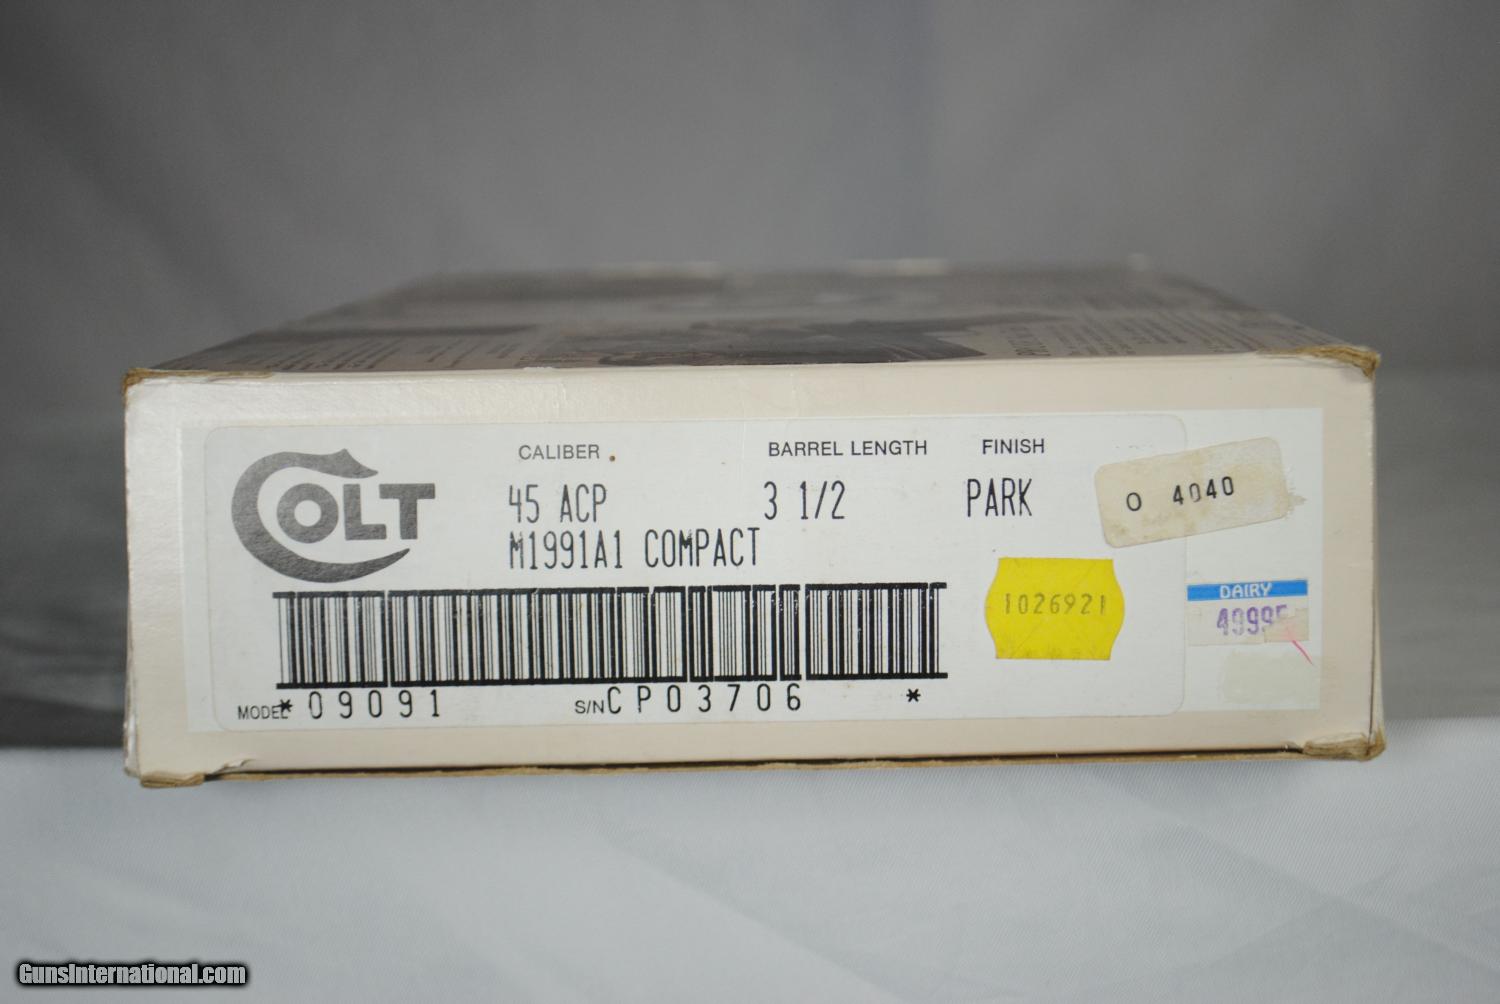 COLT
CALIBER
BARREL LENGTH
FINISH
45 ACP
3 1/2
PARK
M1991A1 COMPACT
O 4040
1026921
DAIRY
MODEL *09091
S/N CP03706 *
GunsInternational.com